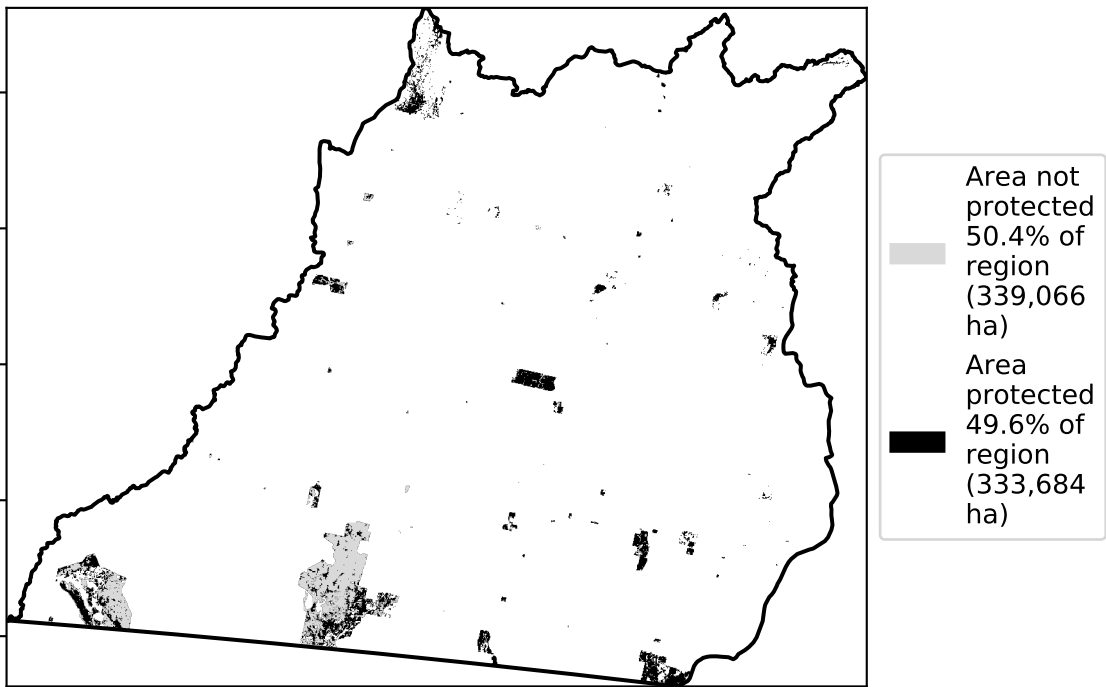 Area not
protected
50.4% of
region
(339,066
ha)
Area
protected
49.6% of
region
(333,684
ha)